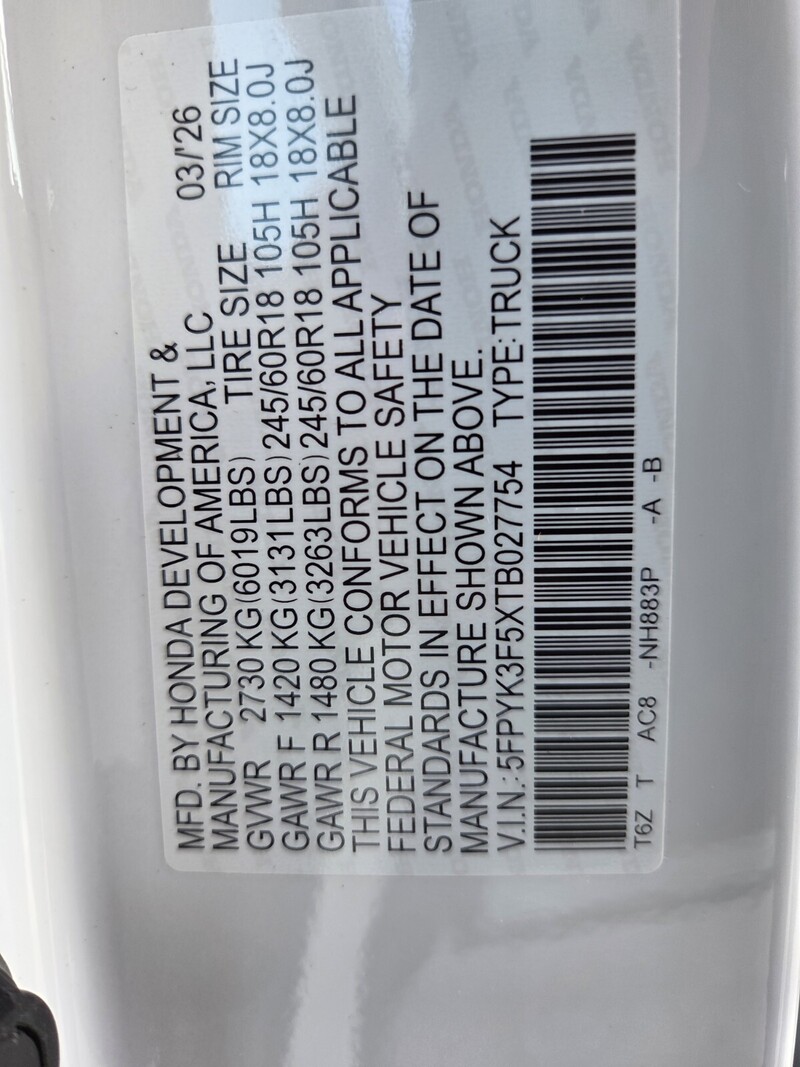 MFD. BY HONDA DEVELOPMENT &
MANUFACTURING OF AMERICA, LLC 03/'26
GVWR 2730 KG(6019LBS) TIRE SIZE RIM SIZE
GAWR F 1420 KG(3131LBS) 245/60R18 105H 18X8.0J
GAWR R 1480 KG(3263LBS) 245/60R18 105H 18X8.0J
THIS VEHICLE CONFORMS TO ALL APPLICABLE
FEDERAL MOTOR VEHICLE SAFETY
STANDARDS IN EFFECT ON THE DATE OF
MANUFACTURE SHOWN ABOVE.
V.I.N.: 5FPYK3F5XTB027754 TYPE:TRUCK
T6Z T AC8 -NH883P -A -B